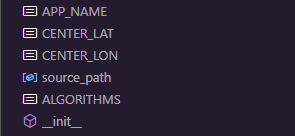 APP_NAME
CENTER_LAT
CENTER_LON
source_path
ALGORITHMS
__init__